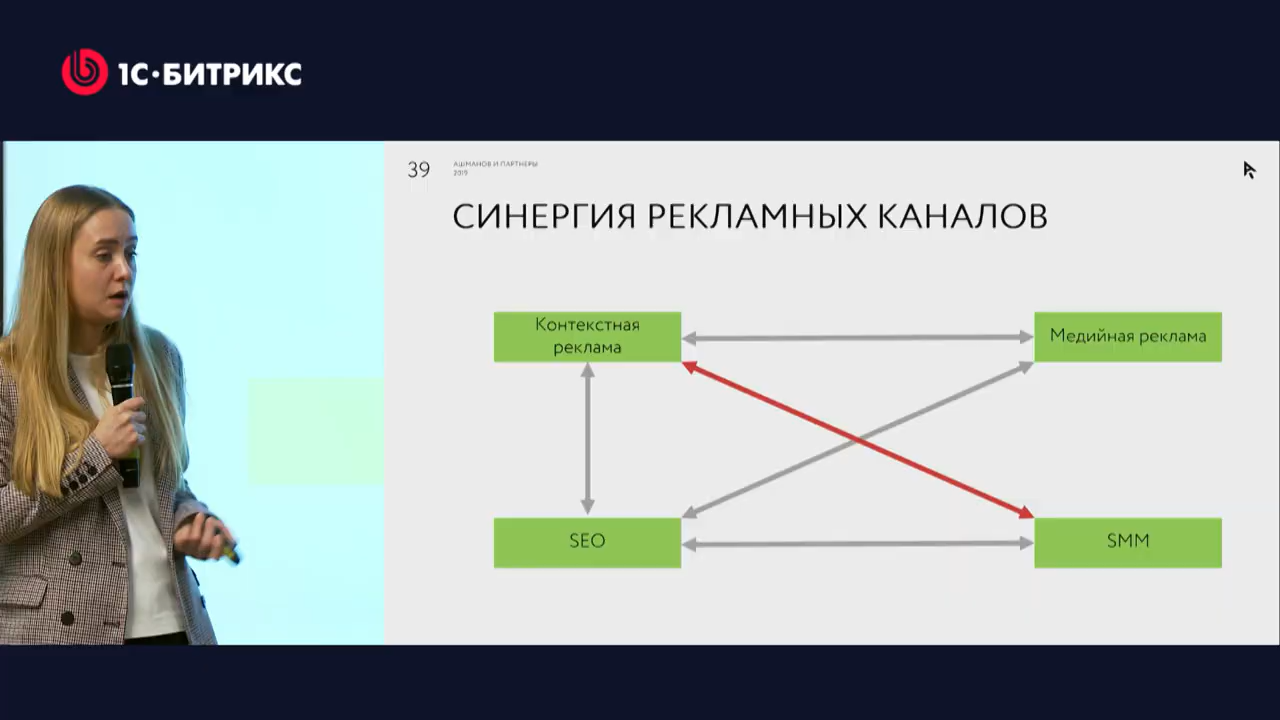 1С·БИТРИКС
39
АШМАНОВ И ПАРТНЕРЫ
2019
СИНЕРГИЯ РЕКЛАМНЫХ КАНАЛОВ
Контекстная
реклама
Медийная реклама
SEO
SMM